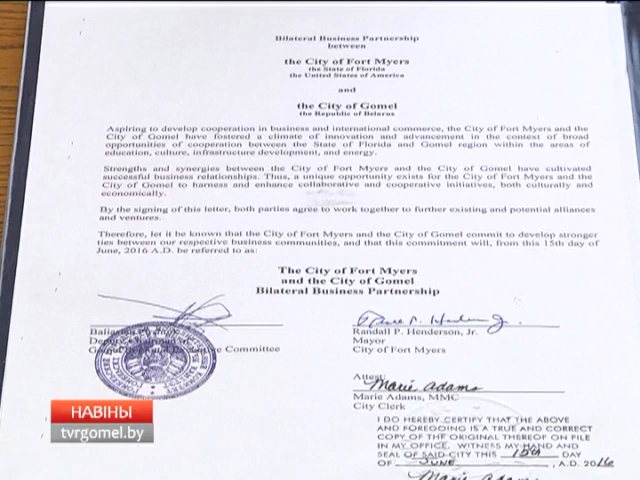 Bilateral Business Partnership
between
the City of Fort Myers
the State of Florida
the United States of America
and
the City of Gomel
the Republic of Belarus
Aspiring to develop cooperation in business and international commerce, the City of Fort Myers and the
City of Gomel have fostered a climate of innovation and advancement in the context of broad
opportunities of cooperation between the State of Florida and Gomel region within the areas of
education, culture, infrastructure development, and energy.
Strengths and synergies between the City of Fort Myers and the City of Gomel have cultivated
successful business relationships. Thus, a unique opportunity exists for the City of Fort Myers and the
City of Gomel to harness and enhance collaborative and cooperative initiatives, both culturally and
economically.
By the signing of this letter, both parties agree to work together to further existing and potential alliances
and ventures.
Therefore, let it be known that the City of Fort Myers and the City of Gomel commit to develop stronger
ties between our respective business communities, and that this commitment will, from this 15th day of
June, 2016 A.D. be referred to as:
The City of Fort Myers
and the City of Gomel
Bilateral Business Partnership
Deputy Chairman
Gomel Executive Committee
Randall P. Henderson, Jr.
Randall P. Henderson, Jr.
Mayor
City of Fort Myers
Attest:
Marie Adams
Marie Adams, MMC
City Clerk
I DO HEREBY CERTIFY THAT THE ABOVE
AND FOREGOING IS A TRUE AND CORRECT
COPY OF THE ORIGINAL THEREOF ON FILE
IN MY OFFICE. WITNESS MY HAND AND
SEAL OF SAID CITY THIS 15th DAY
OF JUNE, A.D. 2016
Marie Adams
НАВІНЫ
tvrgomel.by